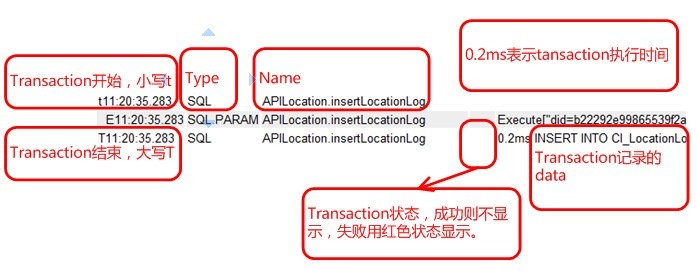 0.2ms表示tansaction执行时间
Transaction开始，小写t
Type
Name
t11:20:35.283 SQL APILocation.insertLocationLog
E11:20:35.283 SQL PARAM APILocation.insertLocationLog Execute["did=b22292e99865539f2a
T11:20:35.283 SQL APILocation.insertLocationLog 0.2ms INSERT INTO CI_LocationLo
Transaction结束，大写T
Transaction记录的
data
Transaction状态，成功则不显
示，失败用红色状态显示。